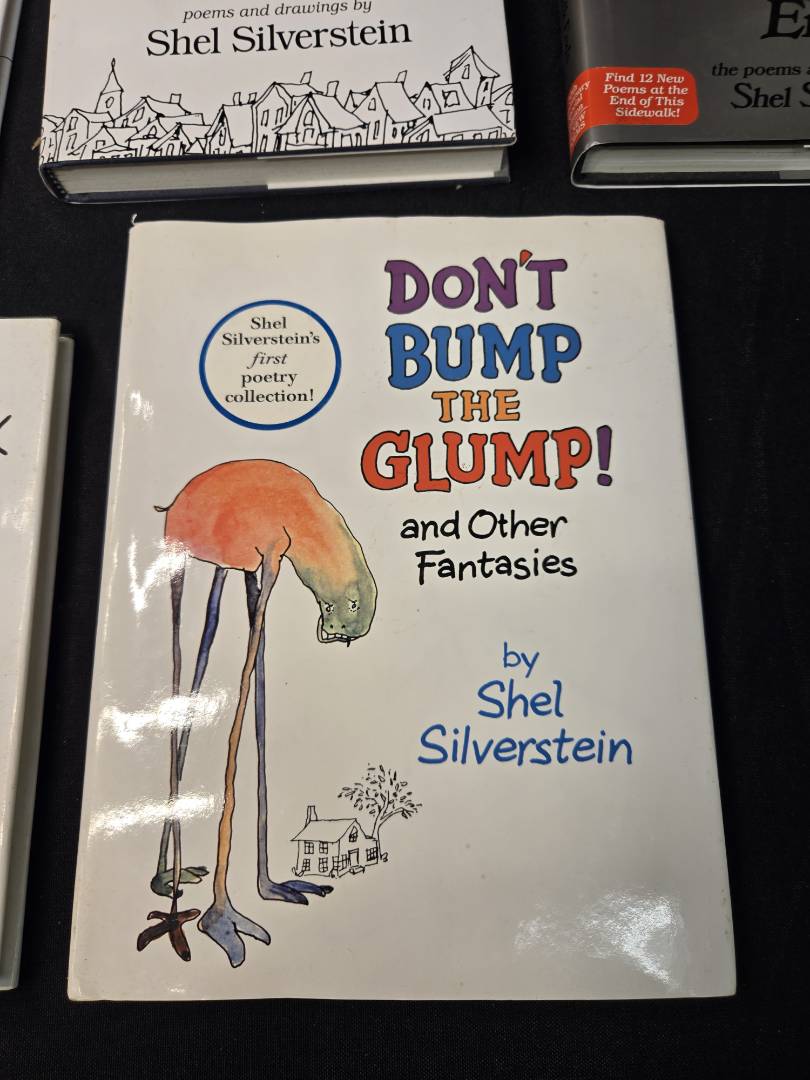 poems and drawings by
Shel Silverstein
the poems
Shel
Find 12 New
Poems at the
End of This
Sidewalk!
Shel
Silverstein's
first
poetry
collection!
DON'T
BUMP
THE
GLUMP!
and Other
Fantasies
by
Shel
Silverstein